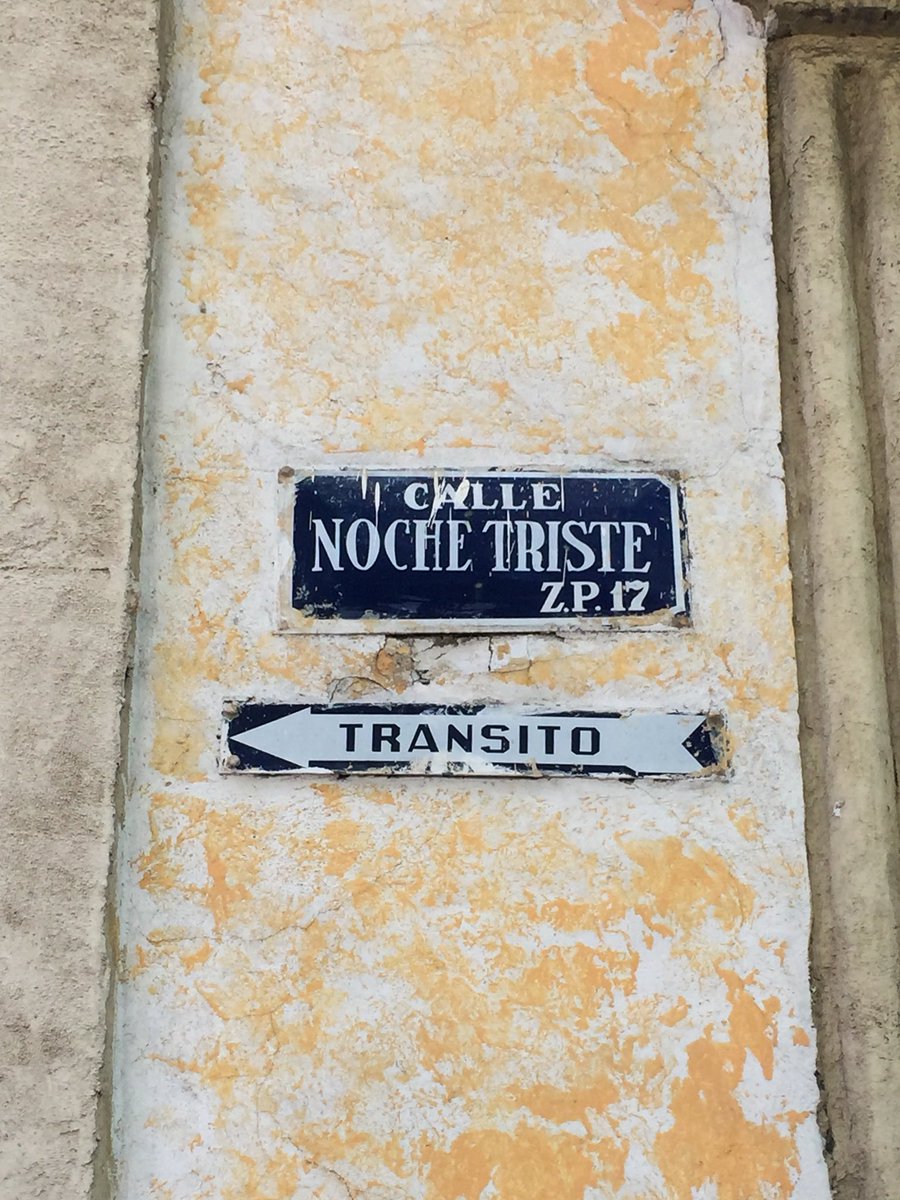 CALLE
NOCHE TRISTE
Z.P. 17
TRANSITO